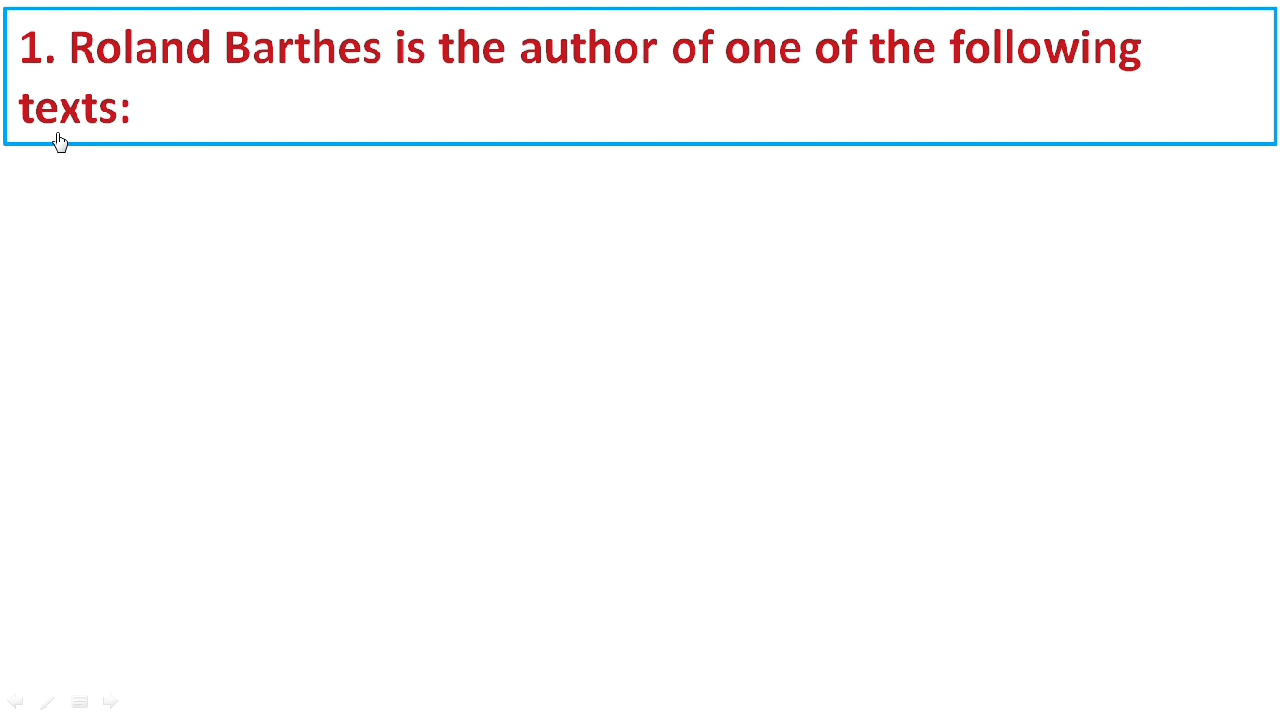 1. Roland Barthes is the author of one of the following
texts: